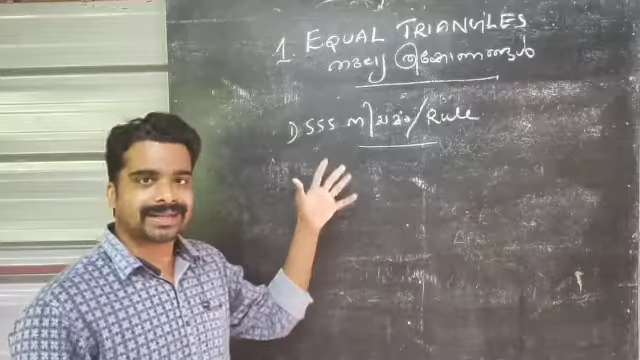 1. EQUAL TRIANGLES
തുല്യ ത്രികോണങ്ങൾ
1) SSS നിയമം/Rule